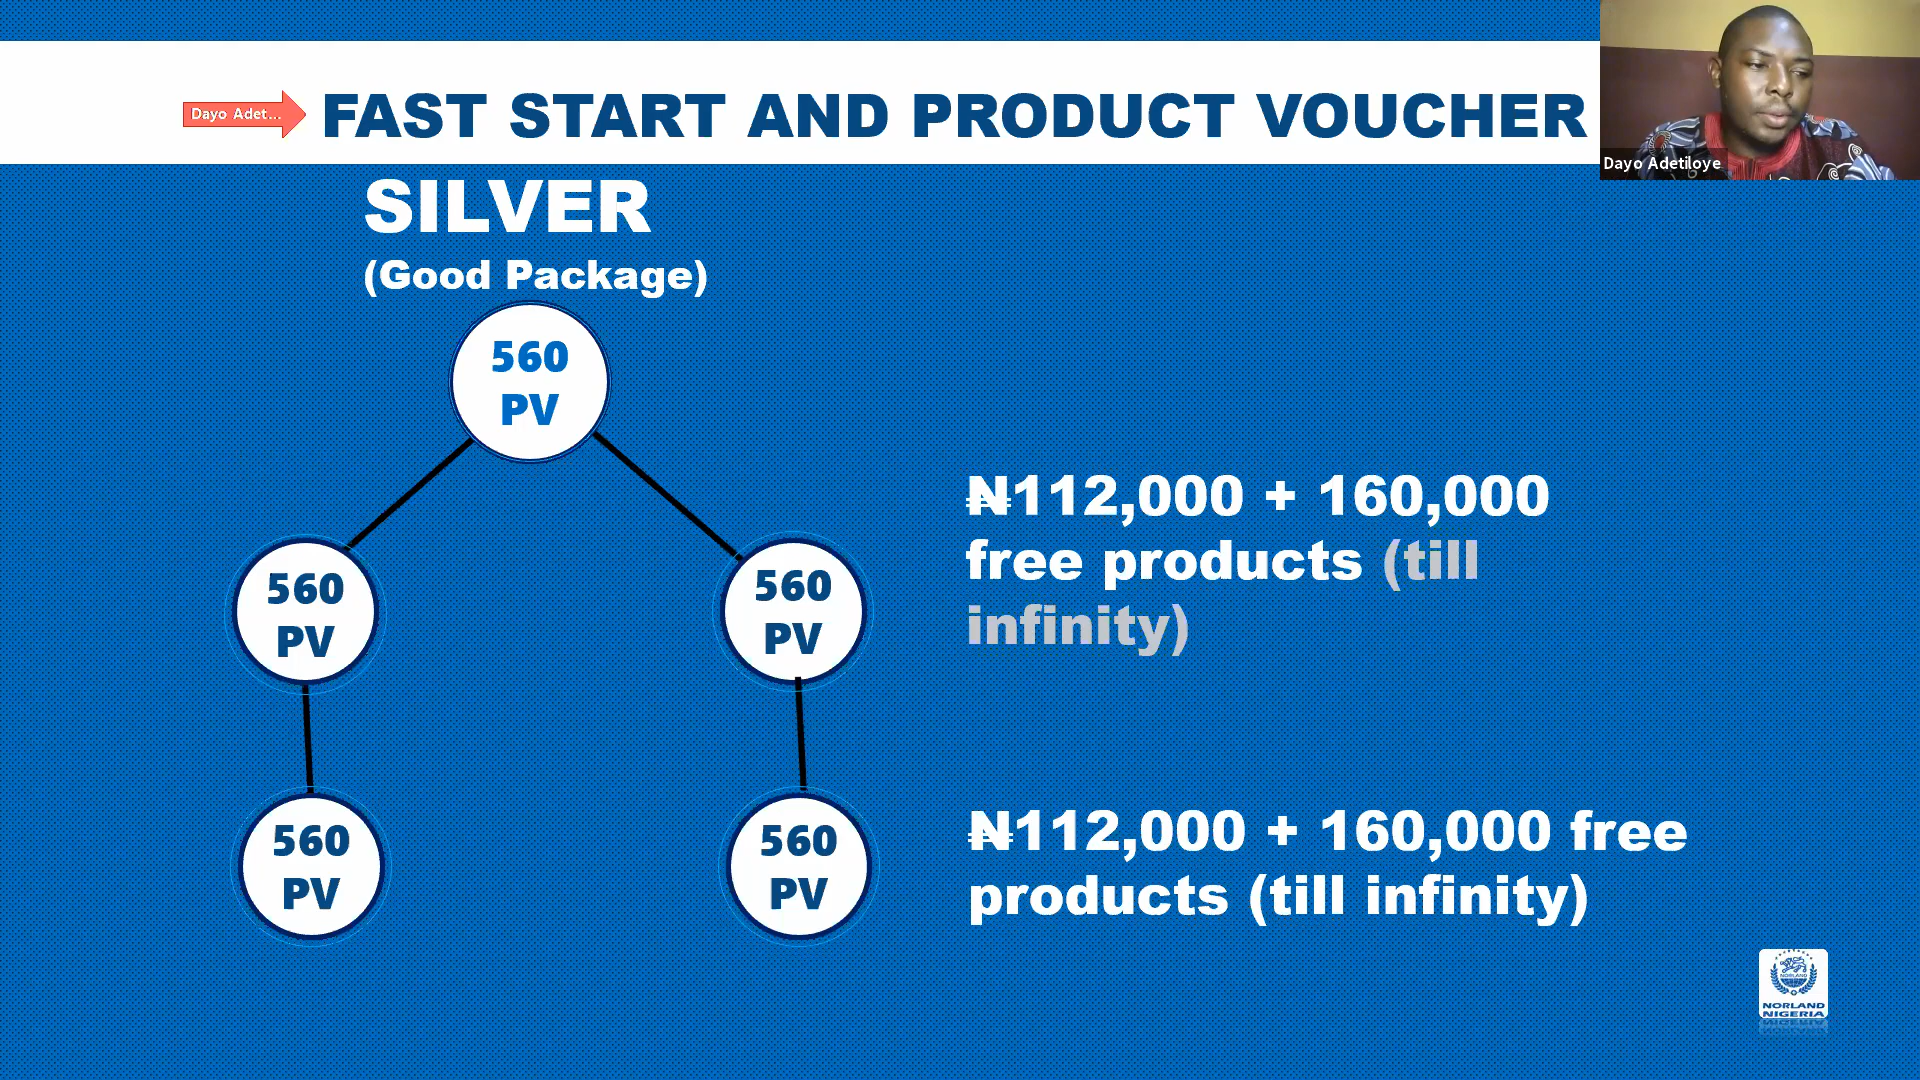 Dayo Adet...
FAST START AND PRODUCT VOUCHER
Dayo Adetiloye
SILVER
(Good Package)
560
PV
560
PV
560
PV
₦112,000 + 160,000
free products (till
infinity)
560
PV
560
PV
₦112,000 + 160,000 free
products (till infinity)
NORLAND
NORLAND
NIGERIA